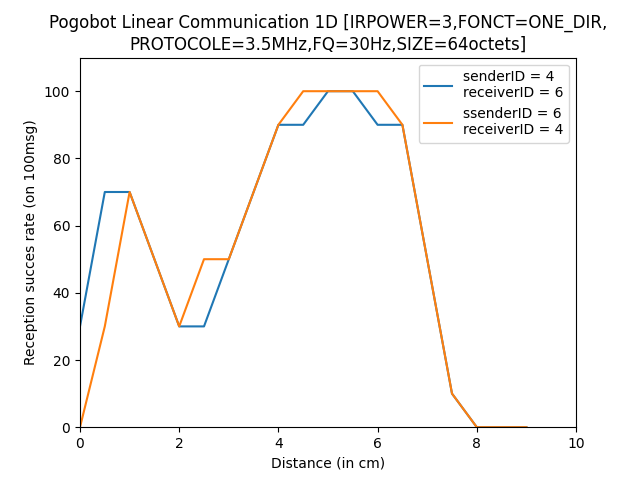 Pogobot Linear Communication 1D [IRPOWER=3,FONCT=ONE_DIR,
PROTOCOLE=3.5MHz,FQ=30Hz,SIZE=64octets]
senderID = 4
receiverID = 6
ssenderID = 6
receiverID = 4
Reception succes rate (on 100msg)
100
80
60
40
20
0
0 2 4 6 8 10
Distance (in cm)